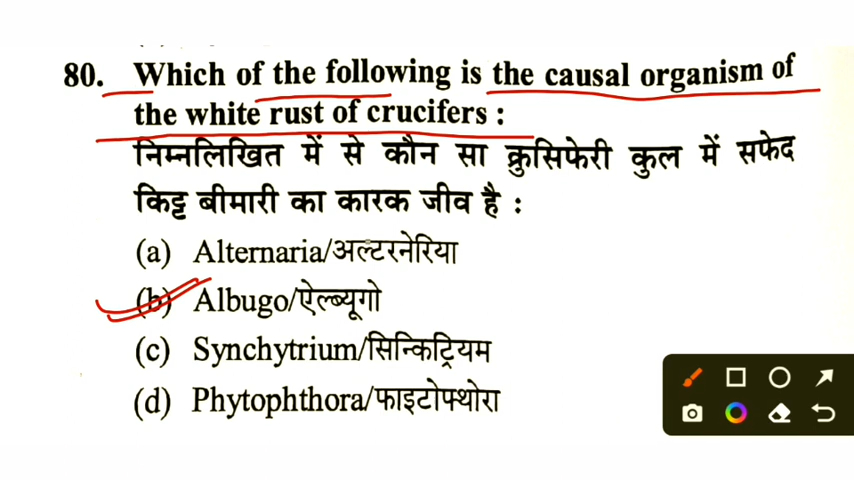 80. Which of the following is the causal organism of
the white rust of crucifers :
निम्नलिखित में से कौन सा क्रुसिफेरी कुल में सफेद
किट्ट बीमारी का कारक जीव है :
(a) Alternaria/अल्टरनेरिया
(b) Albugo/ऐल्ब्यूगो
(c) Synchytrium/सिन्किट्रियम
(d) Phytophthora/फाइटोफ्थोरा